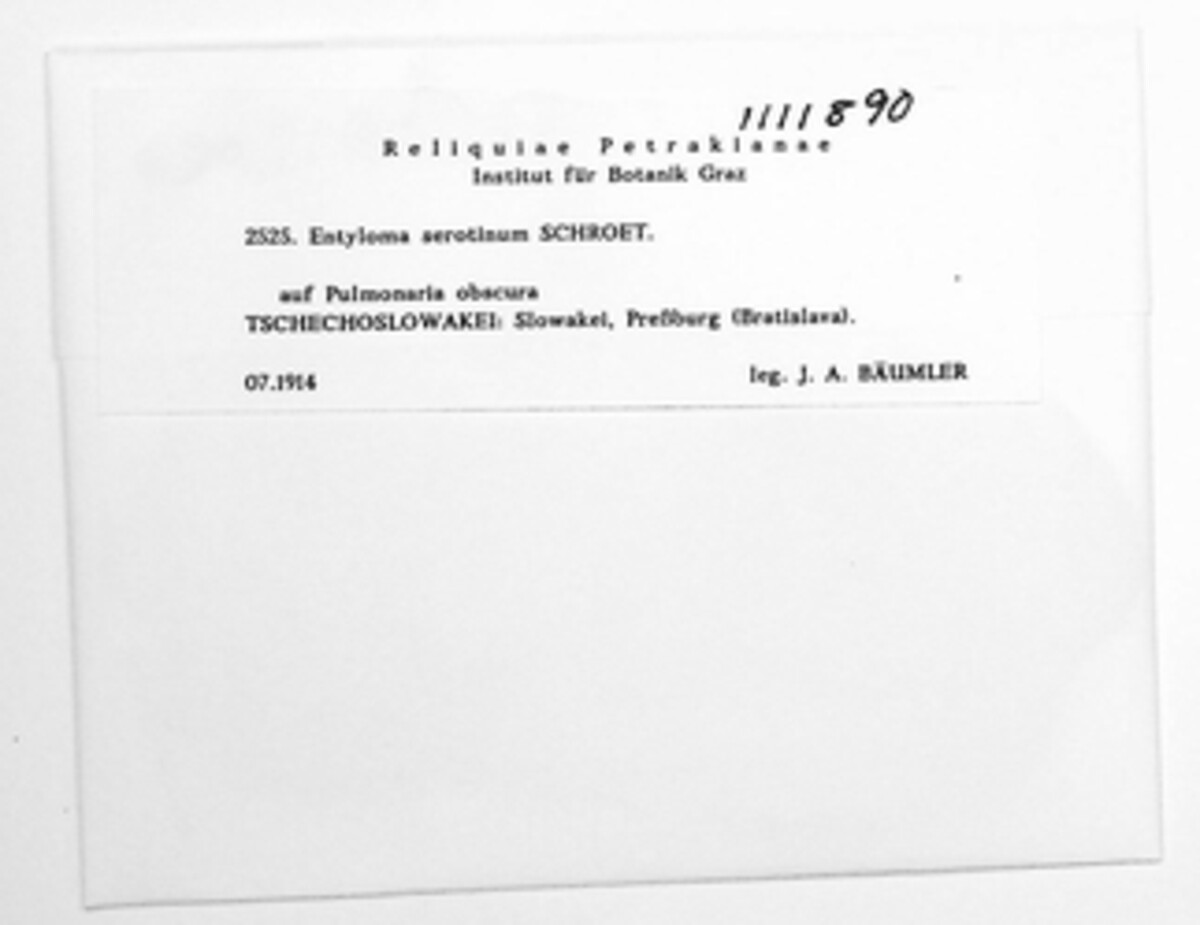 1111890
Reliquiae Petrakianae
Institut für Botanik Graz
2525. Entyloma serotinum SCHROET.
auf Pulmonaria obscura
TSCHECHOSLOWAKEI: Slowakei, Preßburg (Bratislava).
07.1914 leg. J. A. BÄUMLER